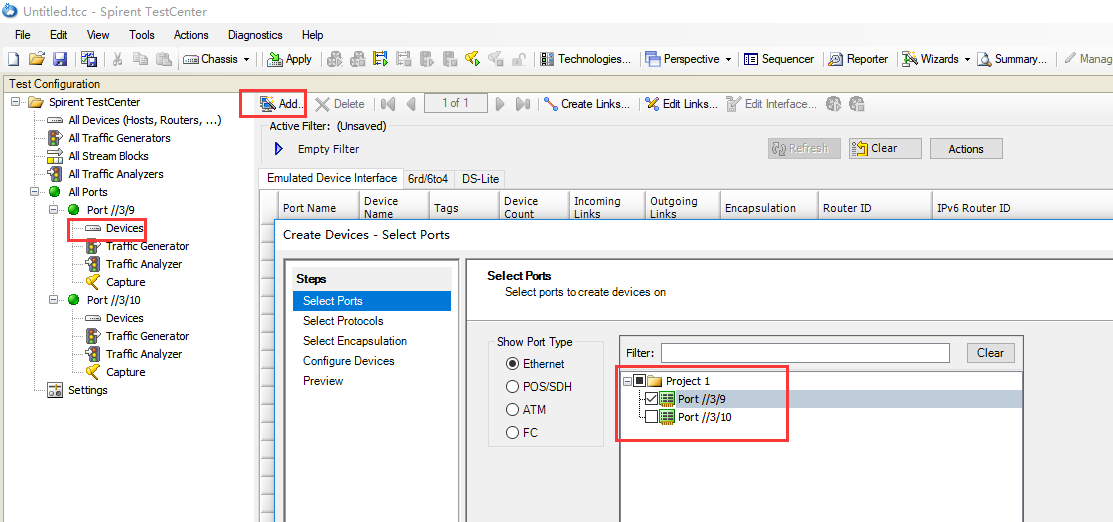 Untitled.tcc - Spirent TestCenter
File Edit View Tools Actions Diagnostics Help
Chassis Apply Technologies... Perspective Sequencer Reporter Wizards Summary... Manag
Test Configuration
Spirent TestCenter
All Devices (Hosts, Routers, ...)
All Traffic Generators
All Stream Blocks
All Traffic Analyzers
All Ports
Port //3/9
Devices
Traffic Generator
Traffic Analyzer
Capture
Port //3/10
Devices
Traffic Generator
Traffic Analyzer
Capture
Settings
Add... Delete 1 of 1 Create Links... Edit Links... Edit Interface...
Active Filter: (Unsaved)
Empty Filter Refresh Clear Actions
Emulated Device Interface 6rd/6to4 DS-Lite
Port Name Device Name Tags Device Count Incoming Links Outgoing Links Encapsulation Router ID IPv6 Router ID
Create Devices - Select Ports
Steps
Select Ports
Select Protocols
Select Encapsulation
Configure Devices
Preview
Select Ports
Select ports to create devices on
Show Port Type
Ethernet
POS/SDH
ATM
FC
Filter: Clear
Project 1
Port //3/9
Port //3/10